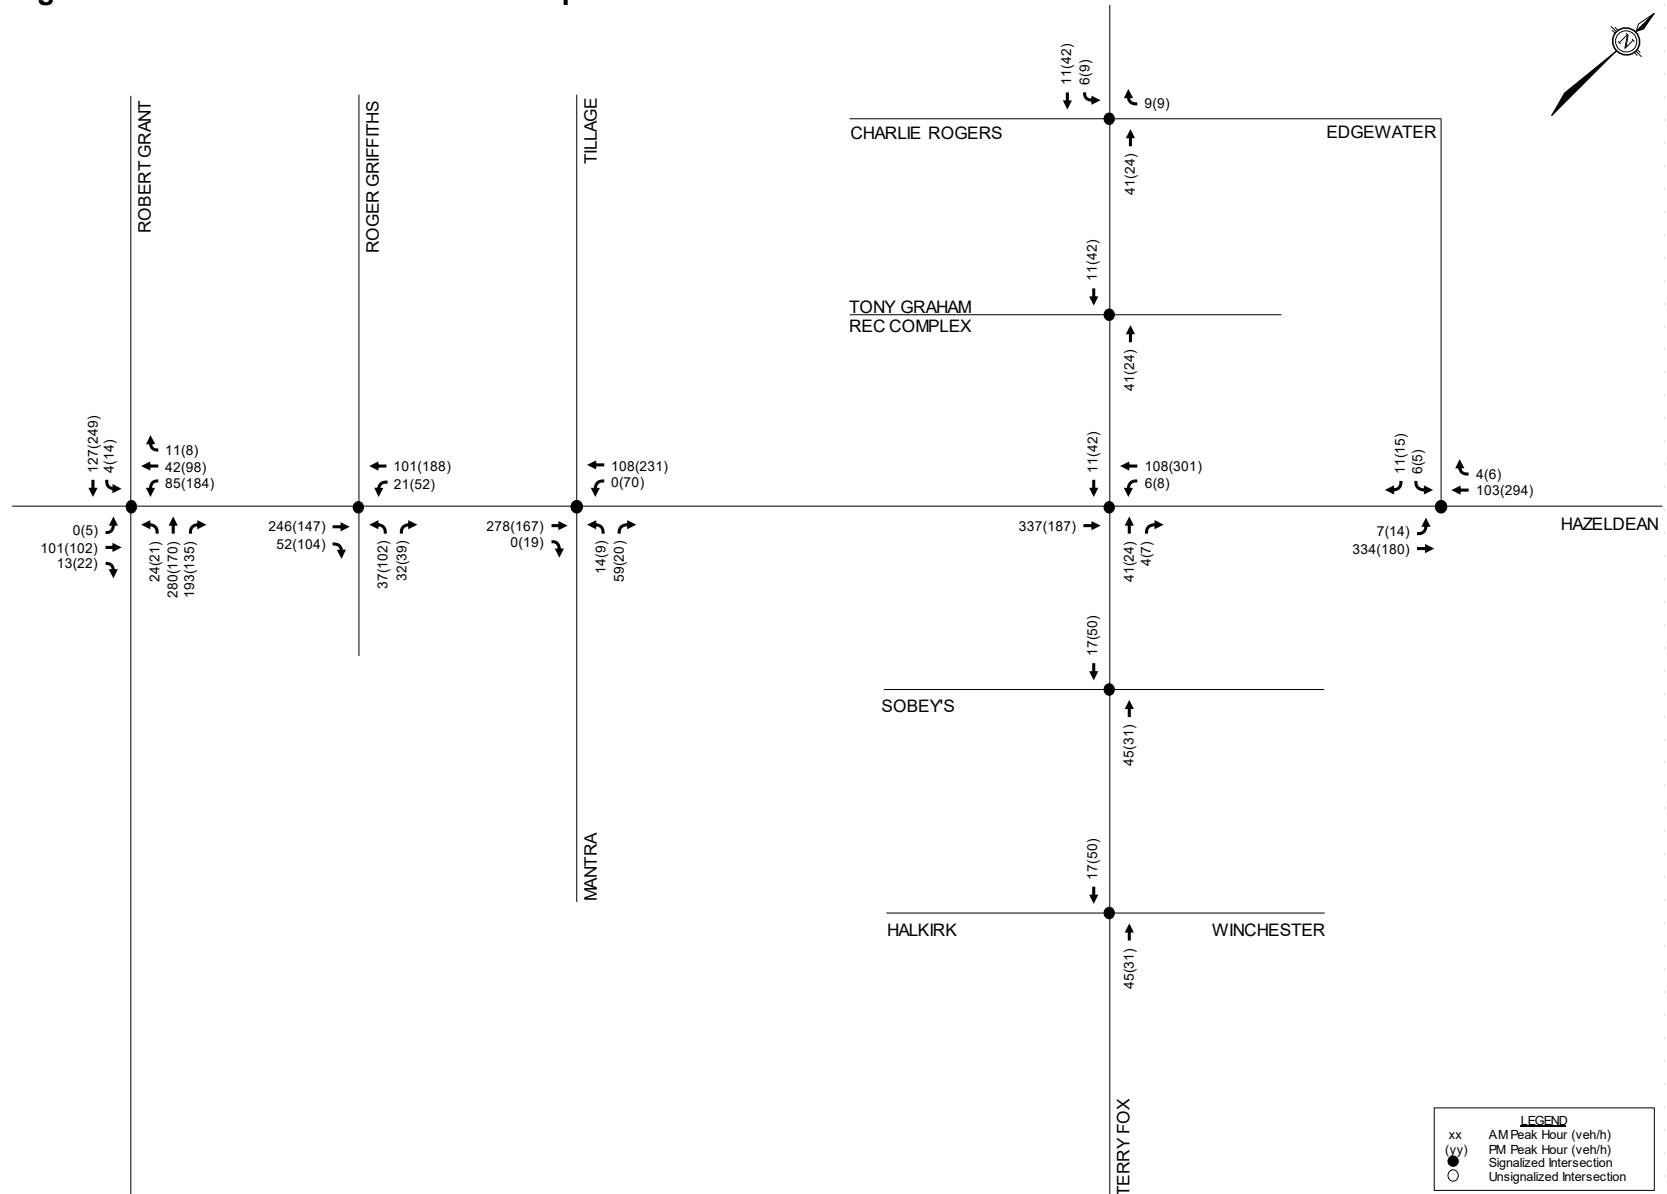 N
11(42)
6(9)
9(9)
CHARLIE ROGERS
EDGEWATER
41(24)
ROBERT GRANT
ROGER GRIFFITHS
TILLAGE
11(42)
TONY GRAHAM
REC COMPLEX
41(24)
127(249)
4(14)
11(8)
42(98)
85(184)
0(5)
101(102)
13(22)
24(21)
280(170)
193(135)
101(188)
21(52)
246(147)
52(104)
37(102)
32(39)
108(231)
0(70)
278(167)
0(19)
14(9)
59(20)
11(42)
108(301)
6(8)
337(187)
41(24)
4(7)
11(15)
6(5)
4(6)
103(294)
7(14)
334(180)
HAZELDEAN
17(50)
SOBEY'S
45(31)
MANTRA
17(50)
HALKIRK
WINCHESTER
45(31)
TERRY FOX
LEGEND
xx AM Peak Hour (veh/h)
(yy) PM Peak Hour (veh/h)
Signalized Intersection
Unsignalized Intersection